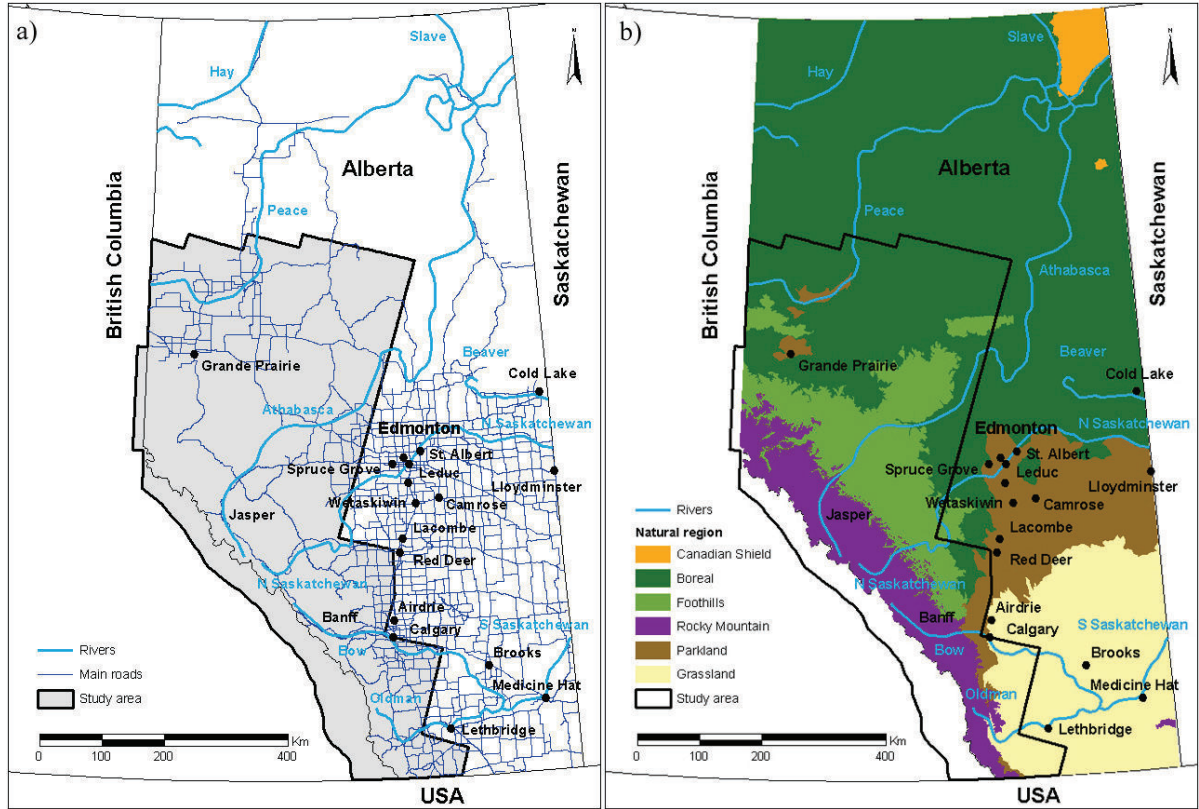 a)
N
Slave
Hay
Alberta
British Columbia
Saskatchewan
Peace
Grande Prairie
Beaver
Cold Lake
Athabasca
Edmonton
N Saskatchewan
St. Albert
Spruce Grove
Leduc
Lloydminster
Wetaskiwin
Camrose
Jasper
Lacombe
Red Deer
N Saskatchewan
Airdrie
Banff
Calgary
S Saskatchewan
Bow
Brooks
Medicine Hat
Oldman
Lethbridge
Rivers
Main roads
Study area
0 100 200 400
Km
USA
b)
N
Slave
Hay
Alberta
British Columbia
Saskatchewan
Peace
Athabasca
Grande Prairie
Beaver
Cold Lake
Edmonton
N Saskatchewan
St. Albert
Spruce Grove
Leduc
Lloydminster
Wetaskiwin
Camrose
Jasper
Lacombe
Red Deer
N Saskatchewan
Airdrie
Banff
Calgary
S Saskatchewan
Bow
Brooks
Medicine Hat
Oldman
Lethbridge
Rivers
Natural region
Canadian Shield
Boreal
Foothills
Rocky Mountain
Parkland
Grassland
Study area
0 100 200 400
Km
USA